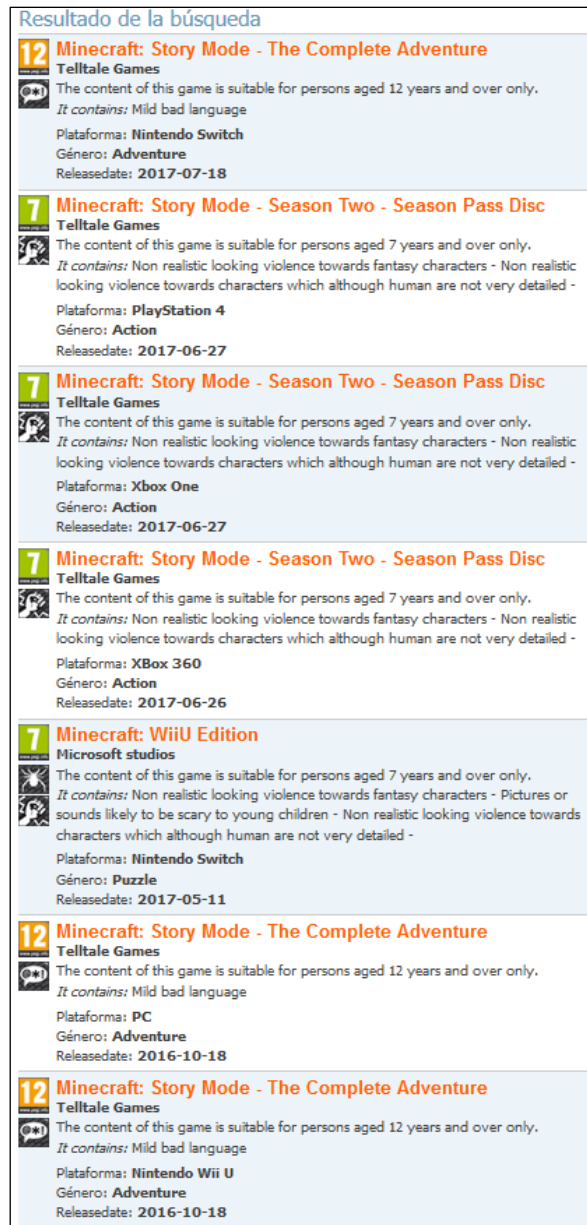 Resultado de la búsqueda
12 Minecraft: Story Mode - The Complete Adventure
Telltale Games
The content of this game is suitable for persons aged 12 years and over only.
It contains: Mild bad language
Plataforma: Nintendo Switch
Género: Adventure
Releasedate: 2017-07-18
7 Minecraft: Story Mode - Season Two - Season Pass Disc
Telltale Games
The content of this game is suitable for persons aged 7 years and over only.
It contains: Non realistic looking violence towards fantasy characters - Non realistic
looking violence towards characters which although human are not very detailed -
Plataforma: PlayStation 4
Género: Action
Releasedate: 2017-06-27
7 Minecraft: Story Mode - Season Two - Season Pass Disc
Telltale Games
The content of this game is suitable for persons aged 7 years and over only.
It contains: Non realistic looking violence towards fantasy characters - Non realistic
looking violence towards characters which although human are not very detailed -
Plataforma: Xbox One
Género: Action
Releasedate: 2017-06-27
7 Minecraft: Story Mode - Season Two - Season Pass Disc
Telltale Games
The content of this game is suitable for persons aged 7 years and over only.
It contains: Non realistic looking violence towards fantasy characters - Non realistic
looking violence towards characters which although human are not very detailed -
Plataforma: XBox 360
Género: Action
Releasedate: 2017-06-26
7 Minecraft: WiiU Edition
Microsoft studios
The content of this game is suitable for persons aged 7 years and over only.
It contains: Non realistic looking violence towards fantasy characters - Pictures or
sounds likely to be scary to young children - Non realistic looking violence towards
characters which although human are not very detailed -
Plataforma: Nintendo Switch
Género: Puzzle
Releasedate: 2017-05-11
12 Minecraft: Story Mode - The Complete Adventure
Telltale Games
The content of this game is suitable for persons aged 12 years and over only.
It contains: Mild bad language
Plataforma: PC
Género: Adventure
Releasedate: 2016-10-18
12 Minecraft: Story Mode - The Complete Adventure
Telltale Games
The content of this game is suitable for persons aged 12 years and over only.
It contains: Mild bad language
Plataforma: Nintendo Wii U
Género: Adventure
Releasedate: 2016-10-18